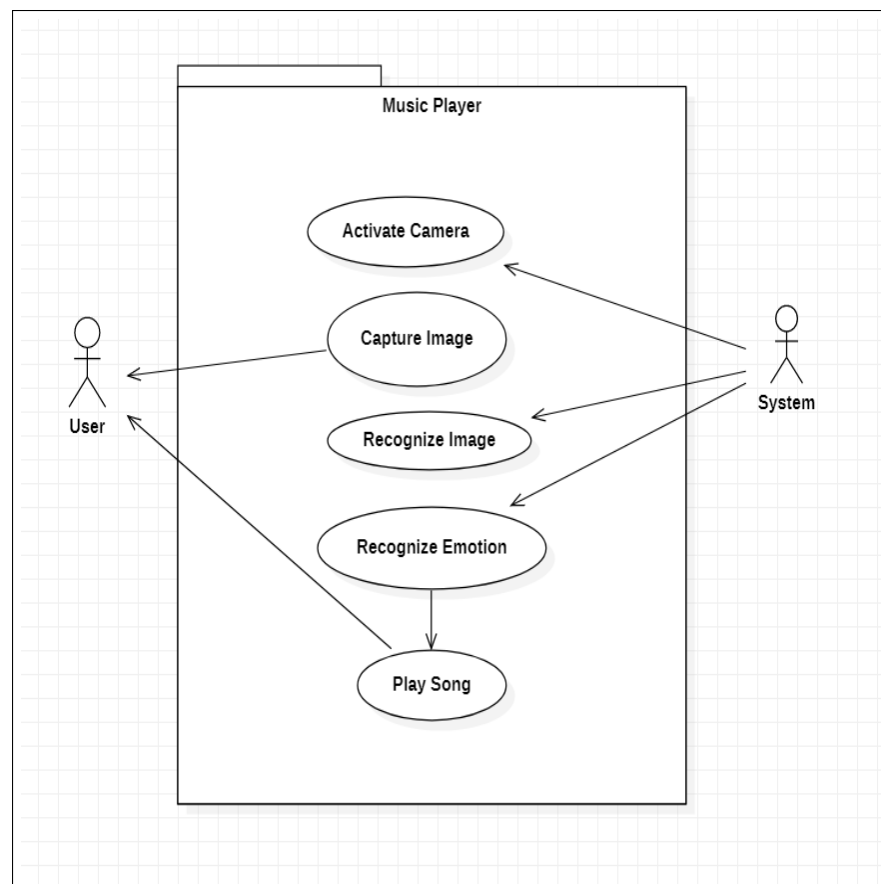 Music Player
Activate Camera
Capture Image
Recognize Image
Recognize Emotion
Play Song
User
System